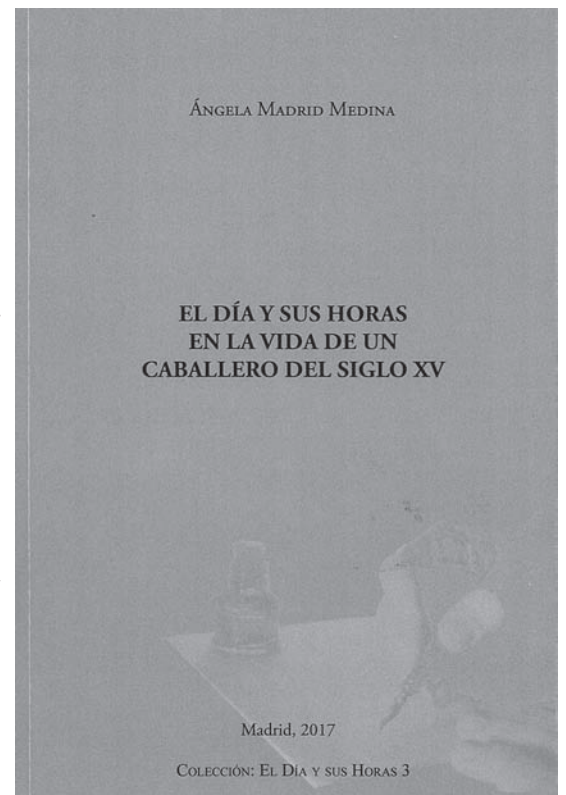 Ángela Madrid Medina
EL DÍA Y SUS HORAS
EN LA VIDA DE UN
CABALLERO DEL SIGLO XV
Madrid, 2017
Colección: El Día y sus Horas 3